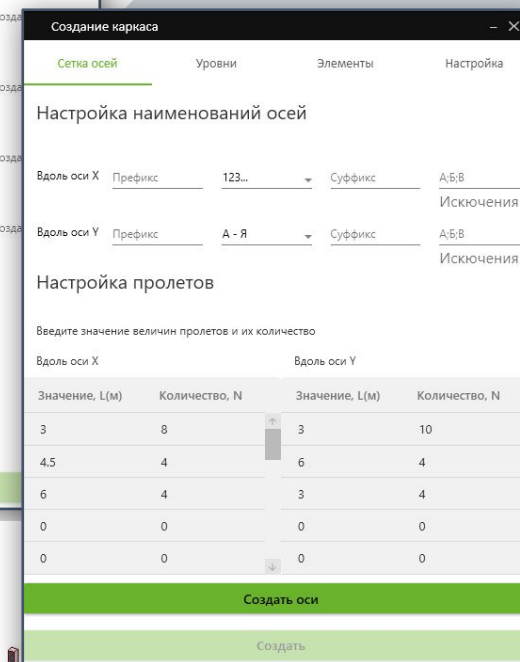 Создание каркаса
Сетка осей Уровни Элементы Настройка
Настройка наименований осей
Вдоль оси X Префикс 123... Суффикс А;Б;В
Исключения
Вдоль оси Y Префикс А - Я Суффикс А;Б;В
Исключения
Настройка пролетов
Введите значение величин пролетов и их количество
Вдоль оси X Вдоль оси Y
Значение, L(м) Количество, N Значение, L(м) Количество, N
3 8 3 10
4.5 4 6 4
6 4 3 4
0 0 0 0
0 0 0 0
Создать оси
Создать